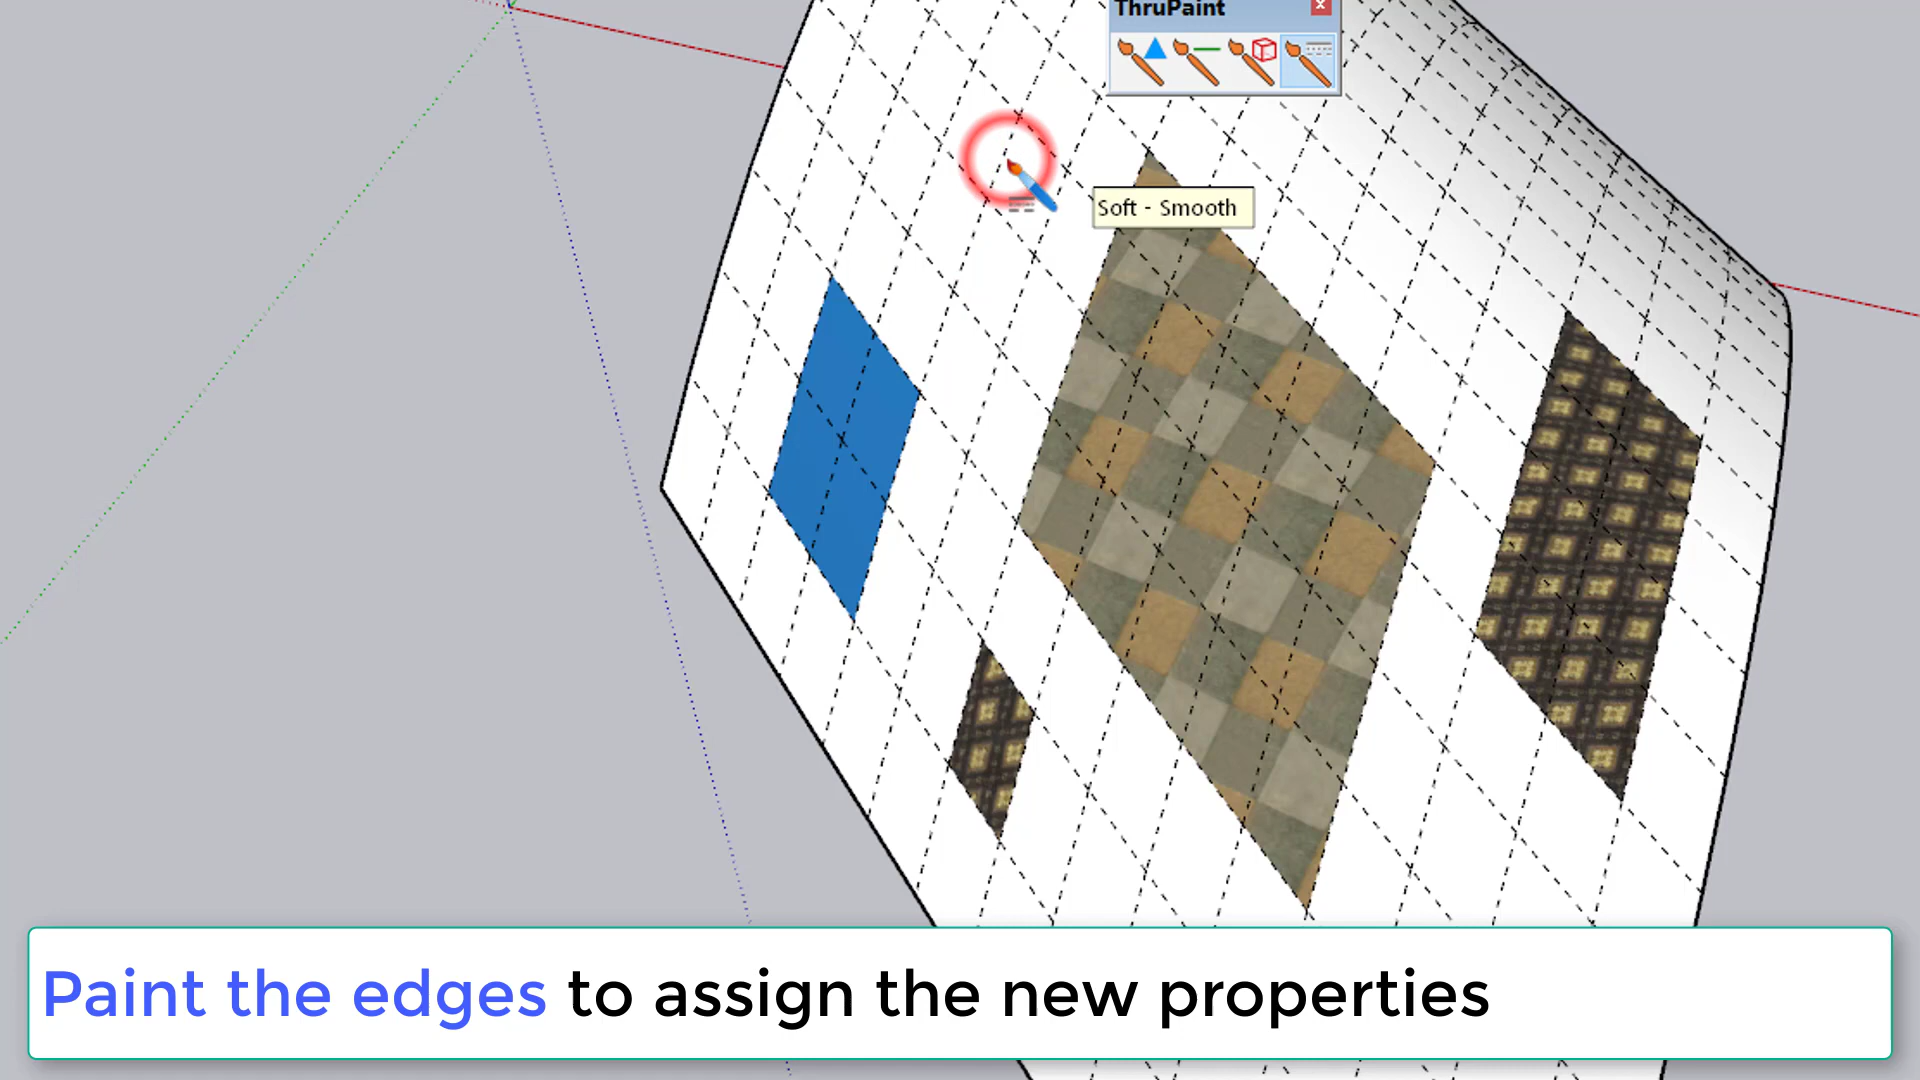 ThruPaint
Soft - Smooth
Paint the edges to assign the new properties